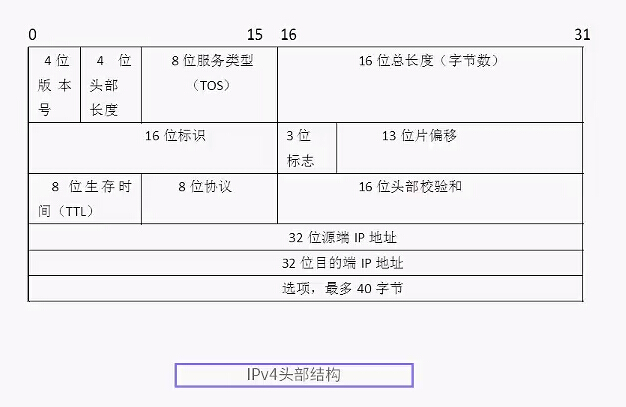 0 15 16 31
4 位 4 位 8 位服务类型 16 位总长度（字节数）
版 本 头部 （TOS）
号 长度
16 位标识 3 位 13 位片偏移
标志
8 位生存时 8 位协议 16 位头部校验和
间（TTL）
32 位源端 IP 地址
32 位目的端 IP 地址
选项，最多 40 字节
IPv4头部结构